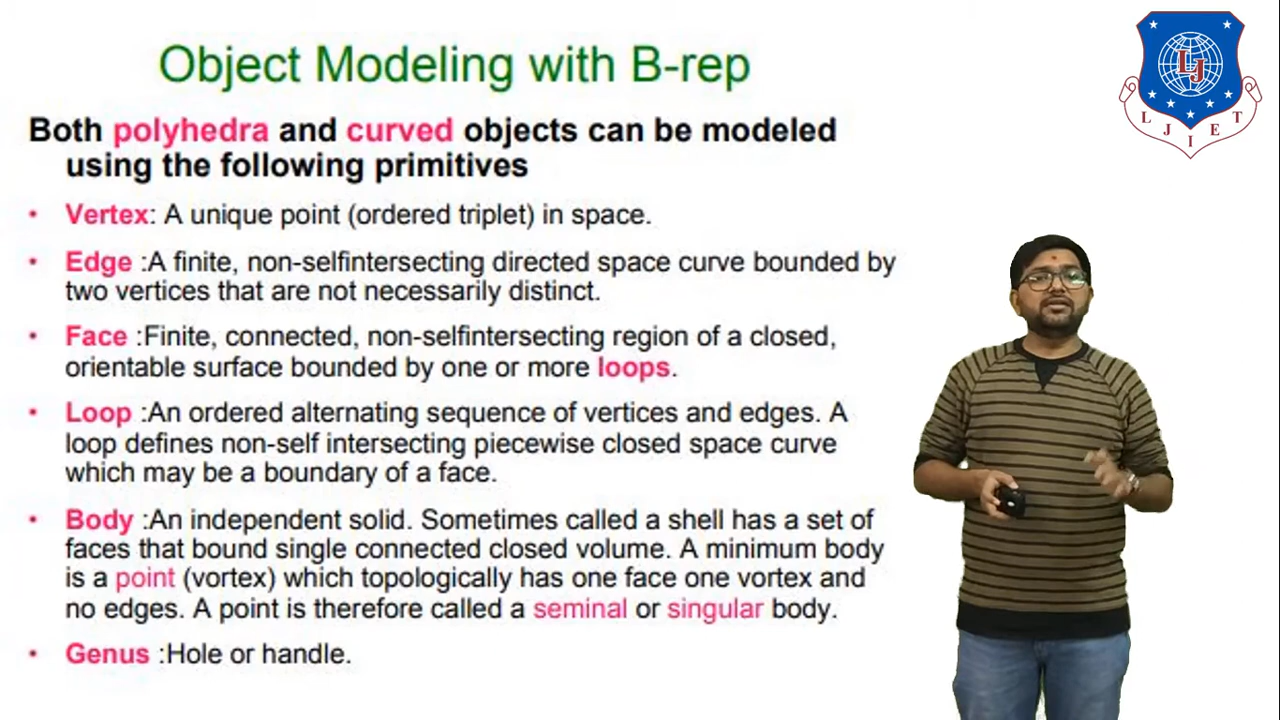 Object Modeling with B-rep
Both polyhedra and curved objects can be modeled
using the following primitives
• Vertex: A unique point (ordered triplet) in space.
• Edge :A finite, non-selfintersecting directed space curve bounded by
two vertices that are not necessarily distinct.
• Face :Finite, connected, non-selfintersecting region of a closed,
orientable surface bounded by one or more loops.
• Loop :An ordered alternating sequence of vertices and edges. A
loop defines non-self intersecting piecewise closed space curve
which may be a boundary of a face.
• Body :An independent solid. Sometimes called a shell has a set of
faces that bound single connected closed volume. A minimum body
is a point (vortex) which topologically has one face one vortex and
no edges. A point is therefore called a seminal or singular body.
• Genus :Hole or handle.
LJ
LJIET